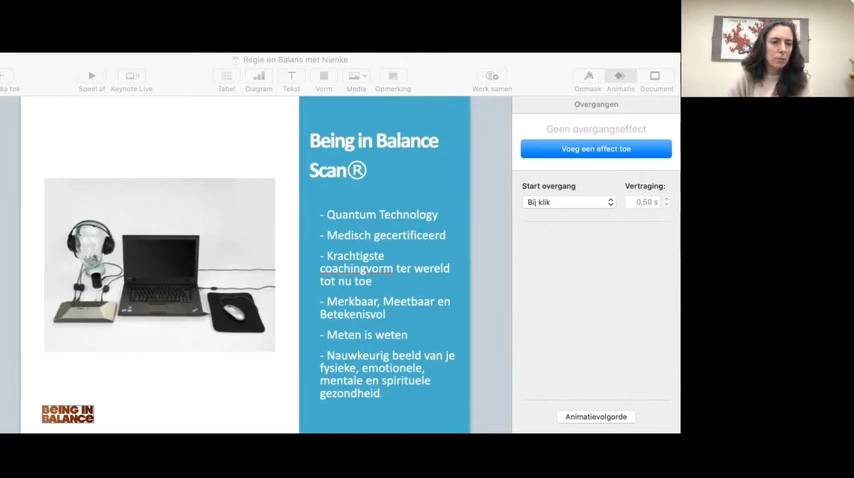 Regie en Balans met Nienke
dia toe
Speel af
Keynote Live
Tabel
Diagram
Tekst
Vorm
Media
Opmerking
Werk samen
Opmaak
Animatie
Document
Being in Balance
Scan®
- Quantum Technology
- Medisch gecertificeerd
- Krachtigste
coachingvorm ter wereld
tot nu toe
- Merkbaar, Meetbaar en
Betekenisvol
- Meten is weten
- Nauwkeurig beeld van je
fysieke, emotionele,
mentale en spirituele
gezondheid.
BEING IN
BALANCE
Overgangen
Geen overgangseffect
Voeg een effect toe
Start overgang
Vertraging:
Bij klik
0,50 s
Animatievolgorde